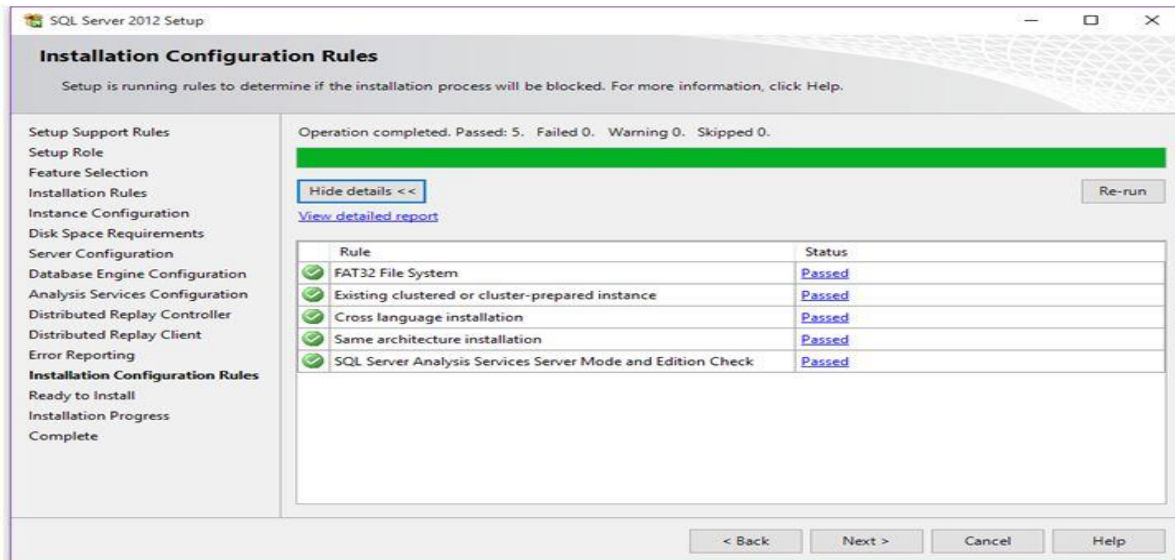 SQL Server 2012 Setup
Installation Configuration Rules
Setup is running rules to determine if the installation process will be blocked. For more information, click Help.
Setup Support Rules
Setup Role
Feature Selection
Installation Rules
Instance Configuration
Disk Space Requirements
Server Configuration
Database Engine Configuration
Analysis Services Configuration
Distributed Replay Controller
Distributed Replay Client
Error Reporting
Installation Configuration Rules
Ready to Install
Installation Progress
Complete
Operation completed. Passed: 5. Failed 0. Warning 0. Skipped 0.
Hide details << Re-run
View detailed report
Rule Status
FAT32 File System Passed
Existing clustered or cluster-prepared instance Passed
Cross language installation Passed
Same architecture installation Passed
SQL Server Analysis Services Server Mode and Edition Check Passed
< Back Next > Cancel Help